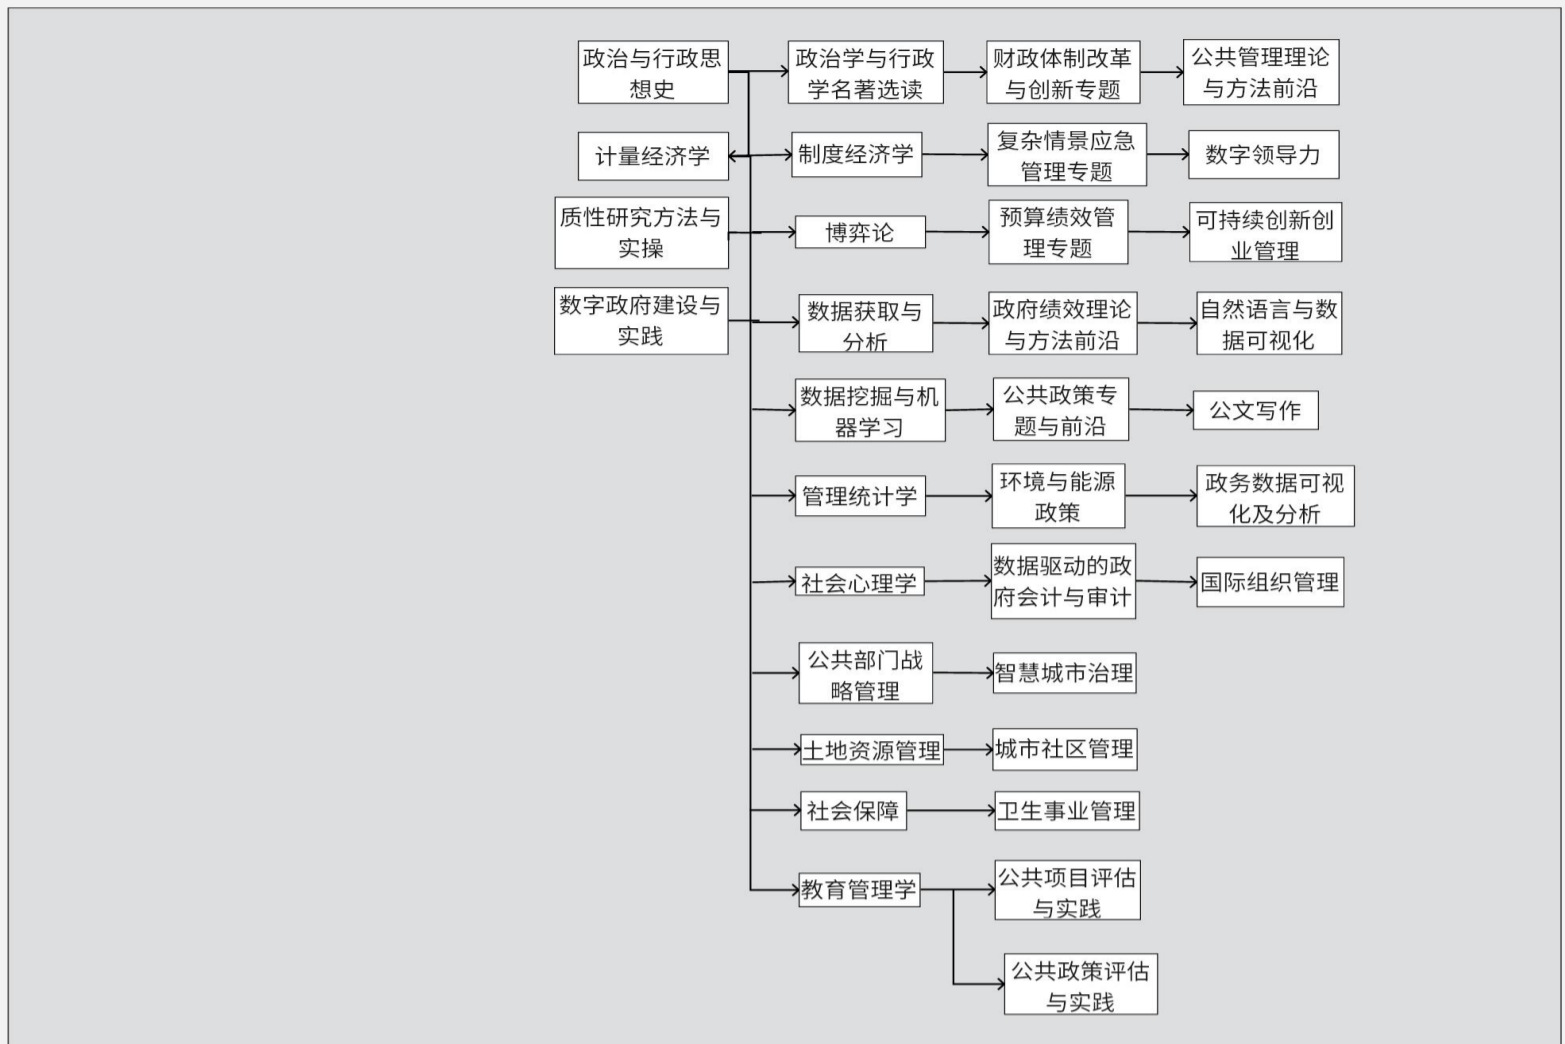 政治与行政思
想史
政治学与行政
学名著选读
财政体制改革
与创新专题
公共管理理论
与方法前沿
计量经济学
制度经济学
复杂情景应急
管理专题
数字领导力
质性研究方法与
实操
博弈论
预算绩效管
理专题
可持续创新创
业管理
数字政府建设与
实践
数据获取与
分析
政府绩效理论
与方法前沿
自然语言与数
据可视化
数据挖掘与机
器学习
公共政策专
题与前沿
公文写作
管理统计学
环境与能源
政策
政务数据可视
化及分析
社会心理学
数据驱动的政
府会计与审计
国际组织管理
公共部门战
略管理
智慧城市治理
土地资源管理
城市社区管理
社会保障
卫生事业管理
教育管理学
公共项目评估
与实践
公共政策评估
与实践